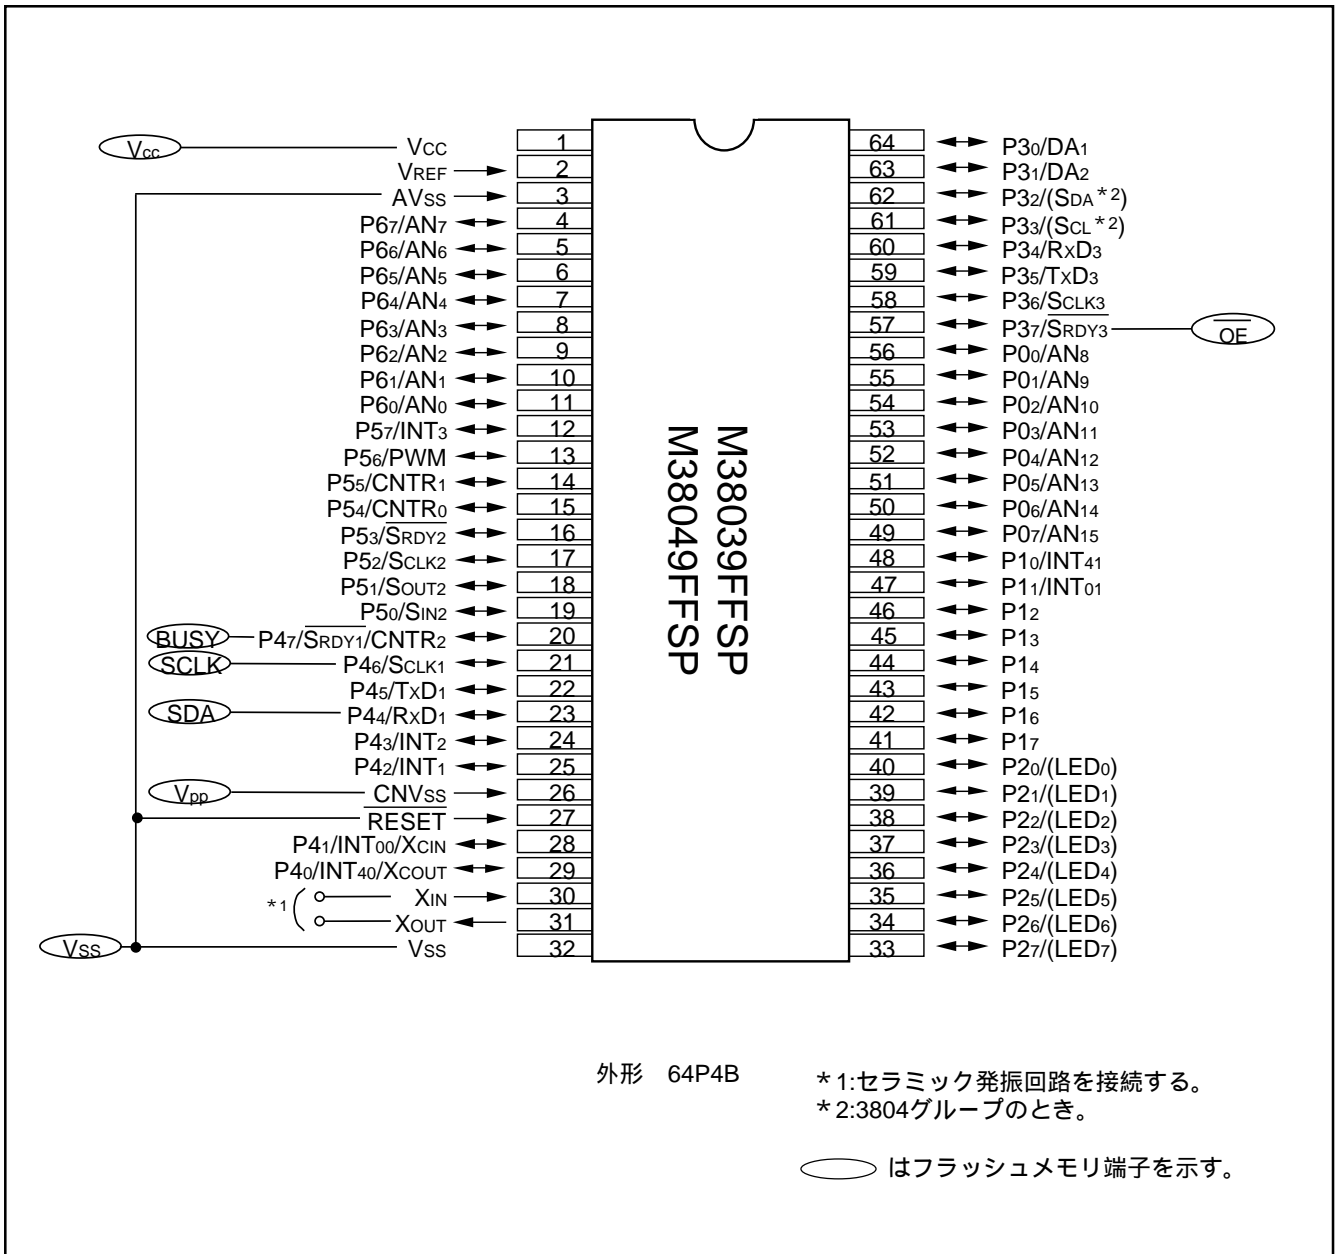 Vcc
VCC 1
VREF 2
AVSS 3
P67/AN7 4
P66/AN6 5
P65/AN5 6
P64/AN4 7
P63/AN3 8
P62/AN2 9
P61/AN1 10
P60/AN0 11
P57/INT3 12
P56/PWM 13
P55/CNTR1 14
P54/CNTR0 15
P53/SRDY2 16
P52/SCLK2 17
P51/SOUT2 18
P50/SIN2 19
BUSY P47/SRDY1/CNTR2 20
SCLK P46/SCLK1 21
P45/TXD1 22
SDA P44/RXD1 23
P43/INT2 24
P42/INT1 25
Vpp CNVSS 26
RESET 27
P41/INT00/XCIN 28
P40/INT40/XCOUT 29
*1 XIN 30
XOUT 31
Vss VSS 32
M38039FFSP
M38049FFSP
64 P30/DA1
63 P31/DA2
62 P32/(SDA*2)
61 P33/(SCL*2)
60 P34/RXD3
59 P35/TXD3
58 P36/SCLK3
57 P37/SRDY3 OE
56 P00/AN8
55 P01/AN9
54 P02/AN10
53 P03/AN11
52 P04/AN12
51 P05/AN13
50 P06/AN14
49 P07/AN15
48 P10/INT41
47 P11/INT01
46 P12
45 P13
44 P14
43 P15
42 P16
41 P17
40 P20/(LED0)
39 P21/(LED1)
38 P22/(LED2)
37 P23/(LED3)
36 P24/(LED4)
35 P25/(LED5)
34 P26/(LED6)
33 P27/(LED7)
外形 64P4B
*1:セラミック発振回路を接続する。
*2:3804グループのとき。
はフラッシュメモリ端子を示す。